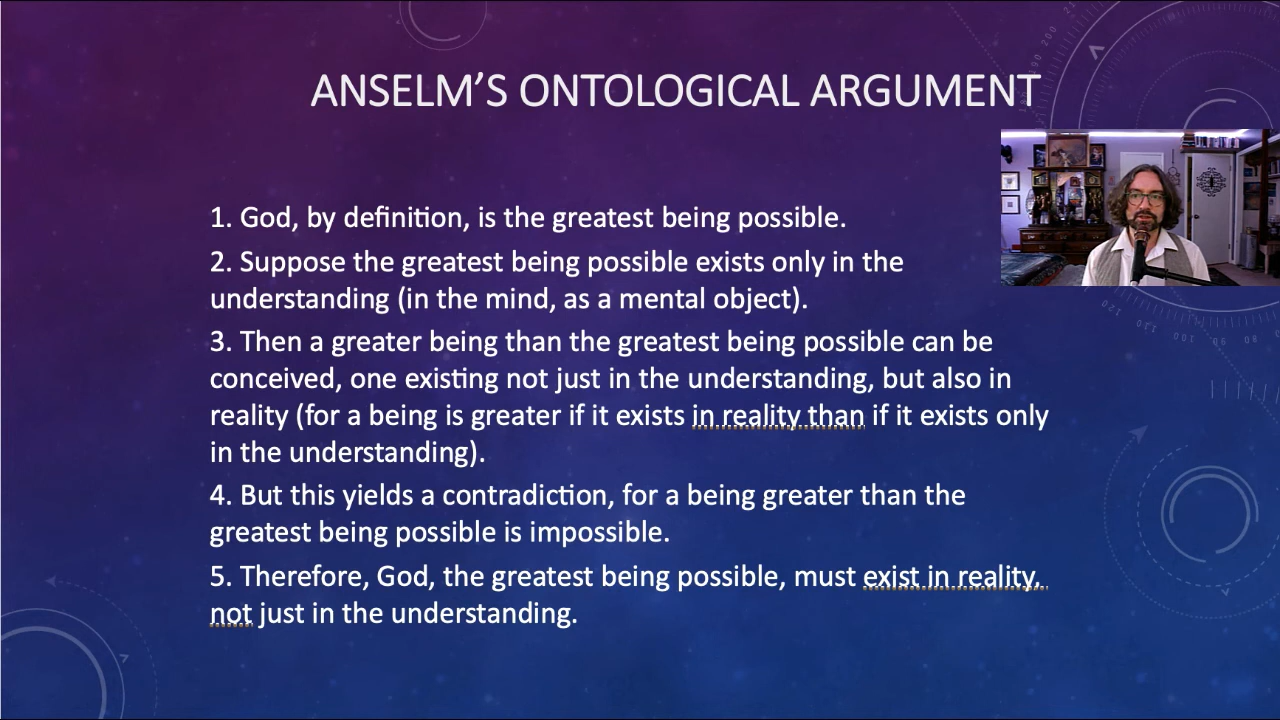 ANSELM'S ONTOLOGICAL ARGUMENT
1. God, by definition, is the greatest being possible.
2. Suppose the greatest being possible exists only in the
understanding (in the mind, as a mental object).
3. Then a greater being than the greatest being possible can be
conceived, one existing not just in the understanding, but also in
reality (for a being is greater if it exists in reality than if it exists only
in the understanding).
4. But this yields a contradiction, for a being greater than the
greatest being possible is impossible.
5. Therefore, God, the greatest being possible, must exist in reality,
not just in the understanding.